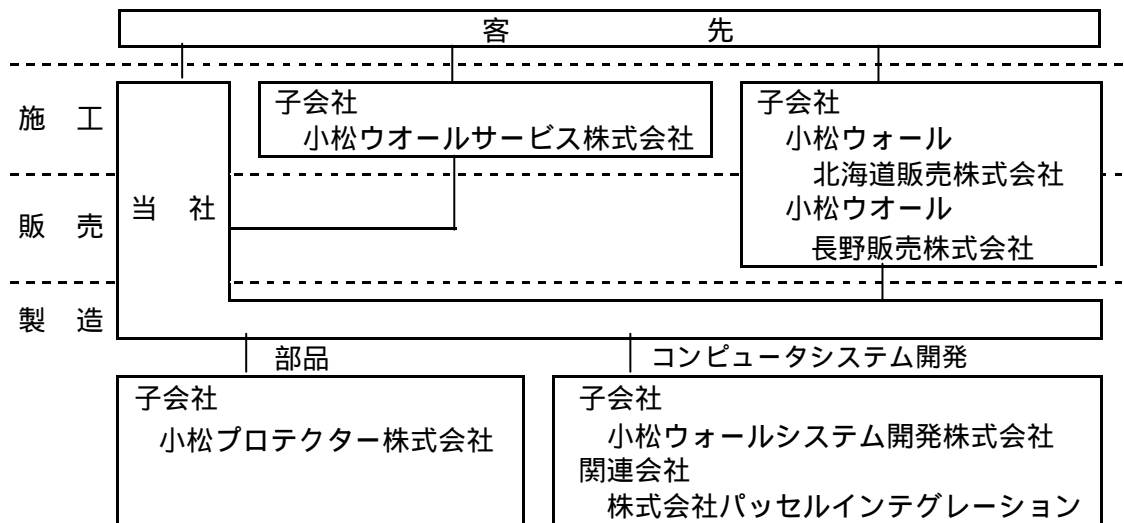 客 先
施 工
販 売
製 造
当 社
子会社
小松ウオールサービス株式会社
子会社
小松ウォール
北海道販売株式会社
小松ウオール
長野販売株式会社
部品
コンピュータシステム開発
子会社
小松プロテクター株式会社
子会社
小松ウォールシステム開発株式会社
関連会社
株式会社パッセルインテグレーション